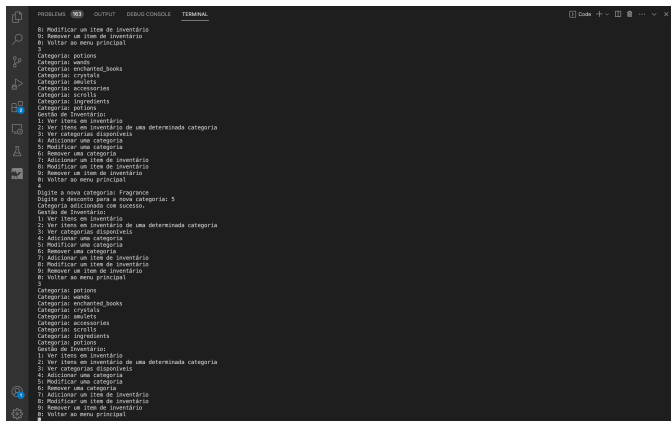 PROBLEMS 163 OUTPUT DEBUG CONSOLE TERMINAL Code
8: Modificar um item de inventário
9: Remover um item de inventário
0: Voltar ao menu principal
3
Categoria: potions
Categoria: wands
Categoria: enchanted_books
Categoria: crystals
Categoria: amulets
Categoria: accessories
Categoria: scrolls
Categoria: ingredients
Categoria: potions
Gestão de Inventário:
1: Ver itens em inventário
2: Ver itens em inventário de uma determinada categoria
3: Ver categorias disponíveis
4: Adicionar uma categoria
5: Modificar uma categoria
6: Remover uma categoria
7: Adicionar um item de inventário
8: Modificar um item de inventário
9: Remover um item de inventário
0: Voltar ao menu principal
4
Digite a nova categoria: Fragrance
Digite o desconto para a nova categoria: 5
Categoria adicionada com sucesso.
Gestão de Inventário:
1: Ver itens em inventário
2: Ver itens em inventário de uma determinada categoria
3: Ver categorias disponíveis
4: Adicionar uma categoria
5: Modificar uma categoria
6: Remover uma categoria
7: Adicionar um item de inventário
8: Modificar um item de inventário
9: Remover um item de inventário
0: Voltar ao menu principal
3
Categoria: potions
Categoria: wands
Categoria: enchanted_books
Categoria: crystals
Categoria: amulets
Categoria: accessories
Categoria: scrolls
Categoria: ingredients
Categoria: potions
Gestão de Inventário:
1: Ver itens em inventário
2: Ver itens em inventário de uma determinada categoria
3: Ver categorias disponíveis
4: Adicionar uma categoria
5: Modificar uma categoria
6: Remover uma categoria
7: Adicionar um item de inventário
8: Modificar um item de inventário
9: Remover um item de inventário
0: Voltar ao menu principal